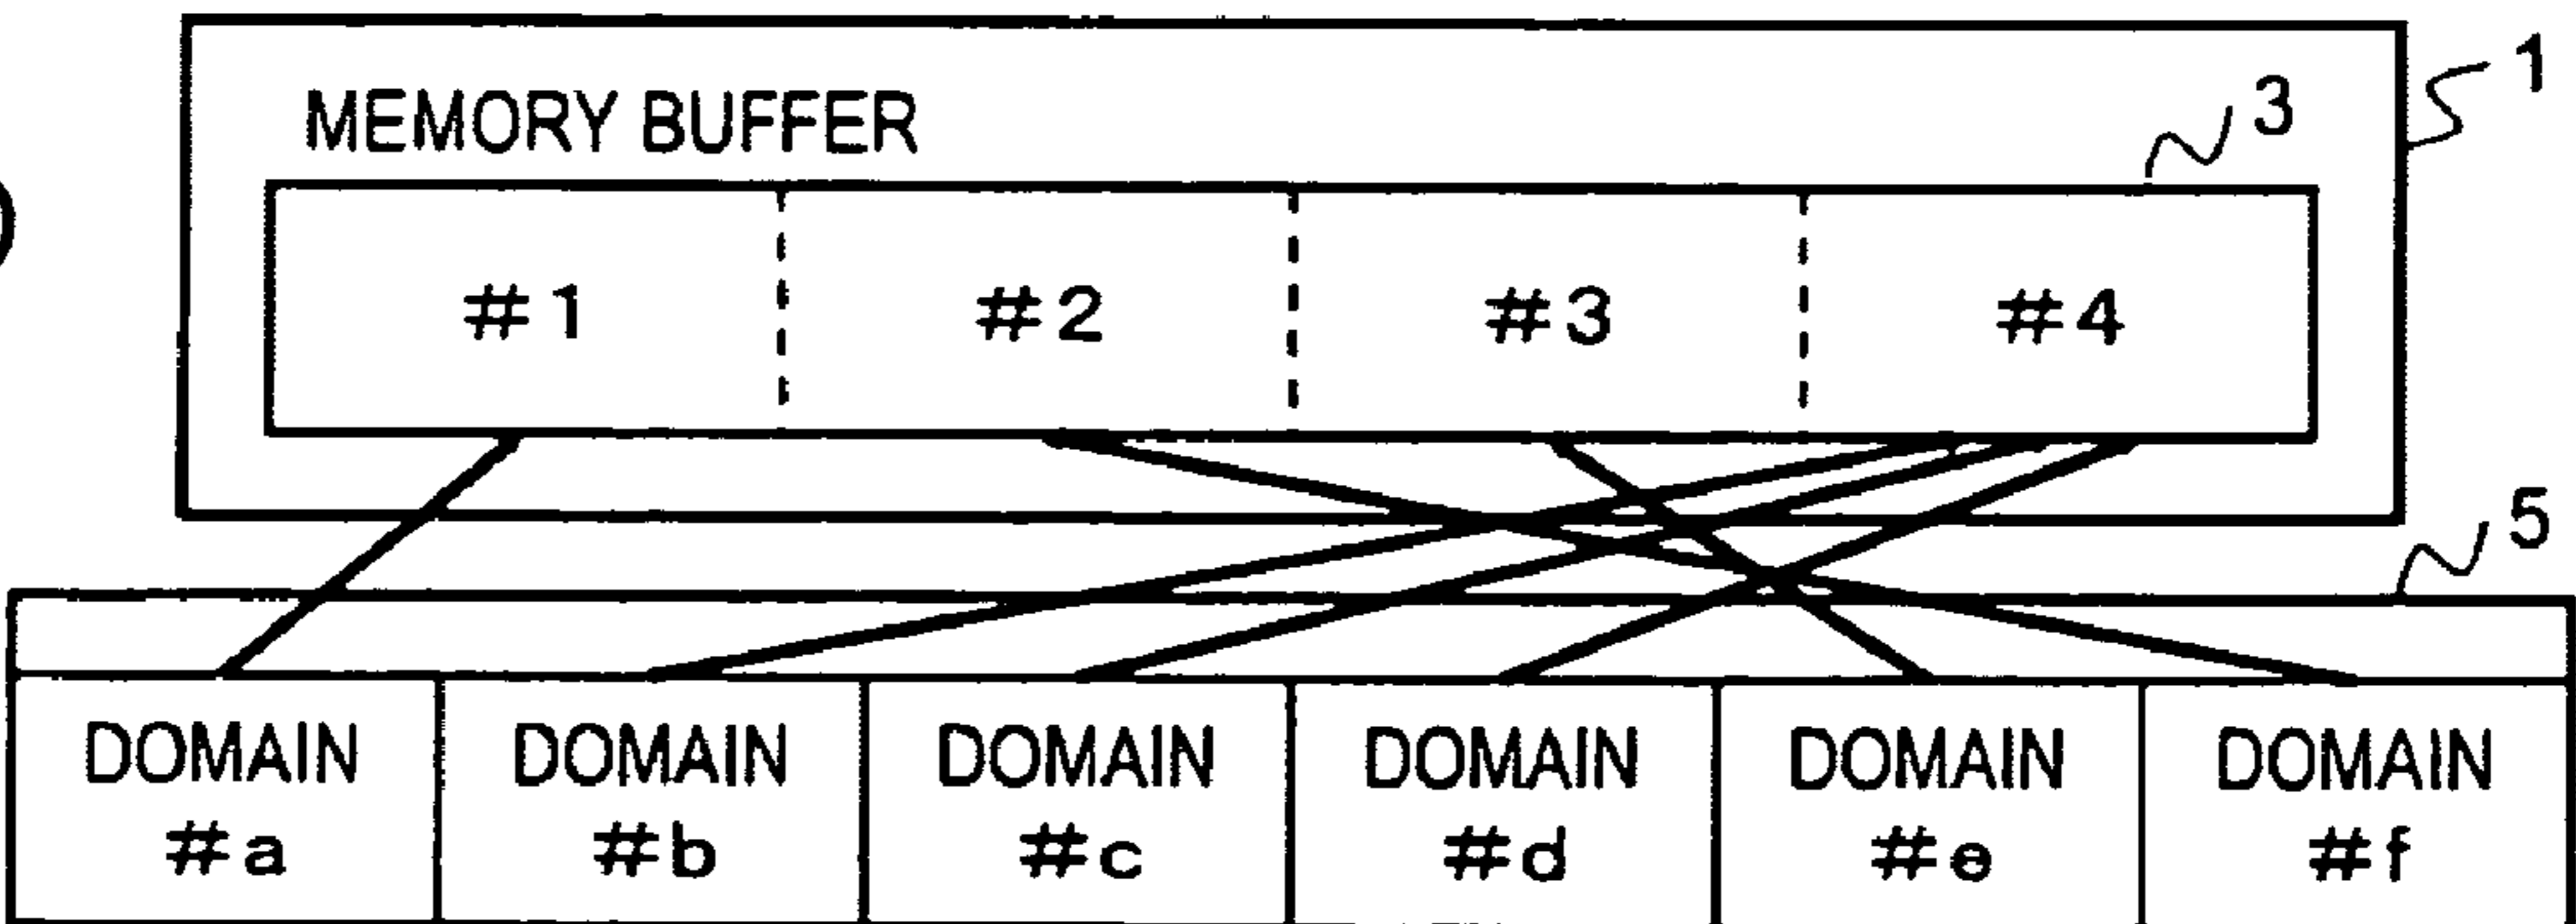 1
MEMORY BUFFER
3
#1 #2 #3 #4
5
DOMAIN DOMAIN DOMAIN DOMAIN DOMAIN DOMAIN
#a #b #c #d #e #f